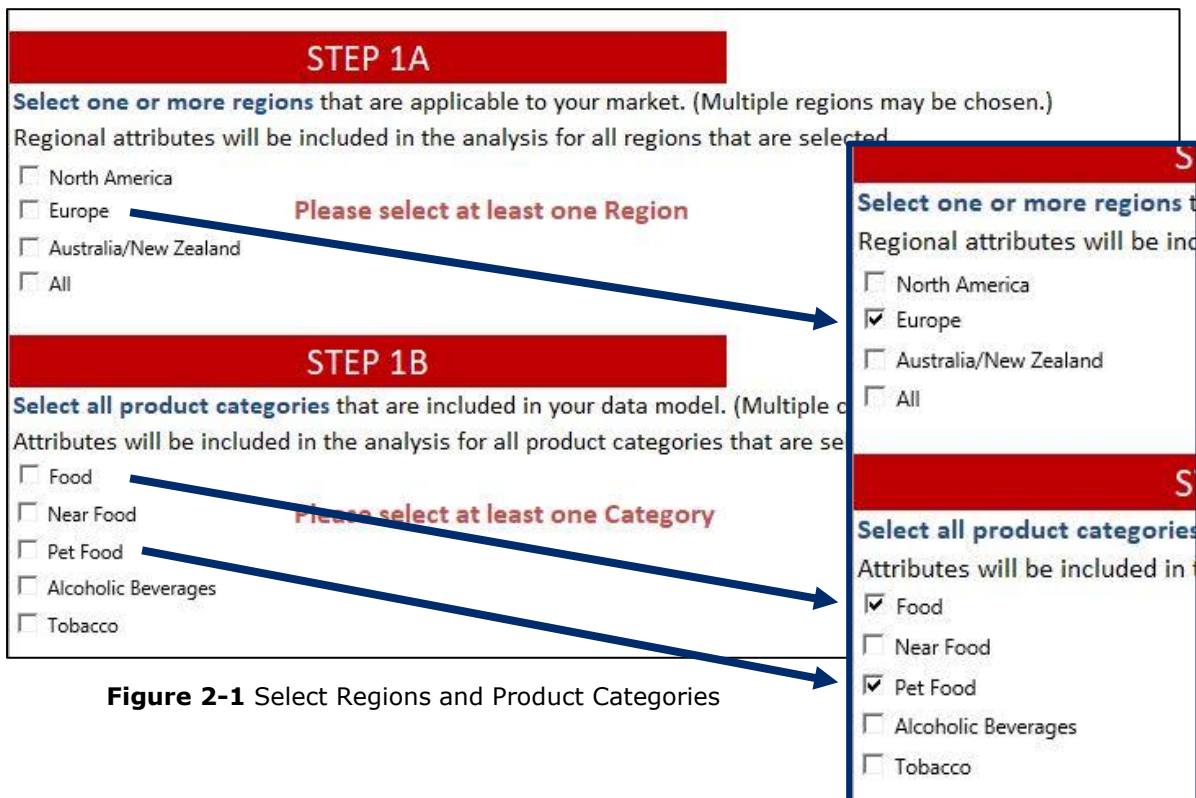 STEP 1A
Select one or more regions that are applicable to your market. (Multiple regions may be chosen.)
Regional attributes will be included in the analysis for all regions that are selected
North America
Europe
Please select at least one Region
Australia/New Zealand
All
STEP 1B
Select all product categories that are included in your data model. (Multiple
Attributes will be included in the analysis for all product categories that are se
Food
Near Food
Please select at least one Category
Pet Food
Alcoholic Beverages
Tobacco
S
Select one or more regions t
Regional attributes will be inc
North America
Europe
Australia/New Zealand
All
S
Select all product categories
Attributes will be included in
Food
Near Food
Pet Food
Alcoholic Beverages
Tobacco
Figure 2-1 Select Regions and Product Categories